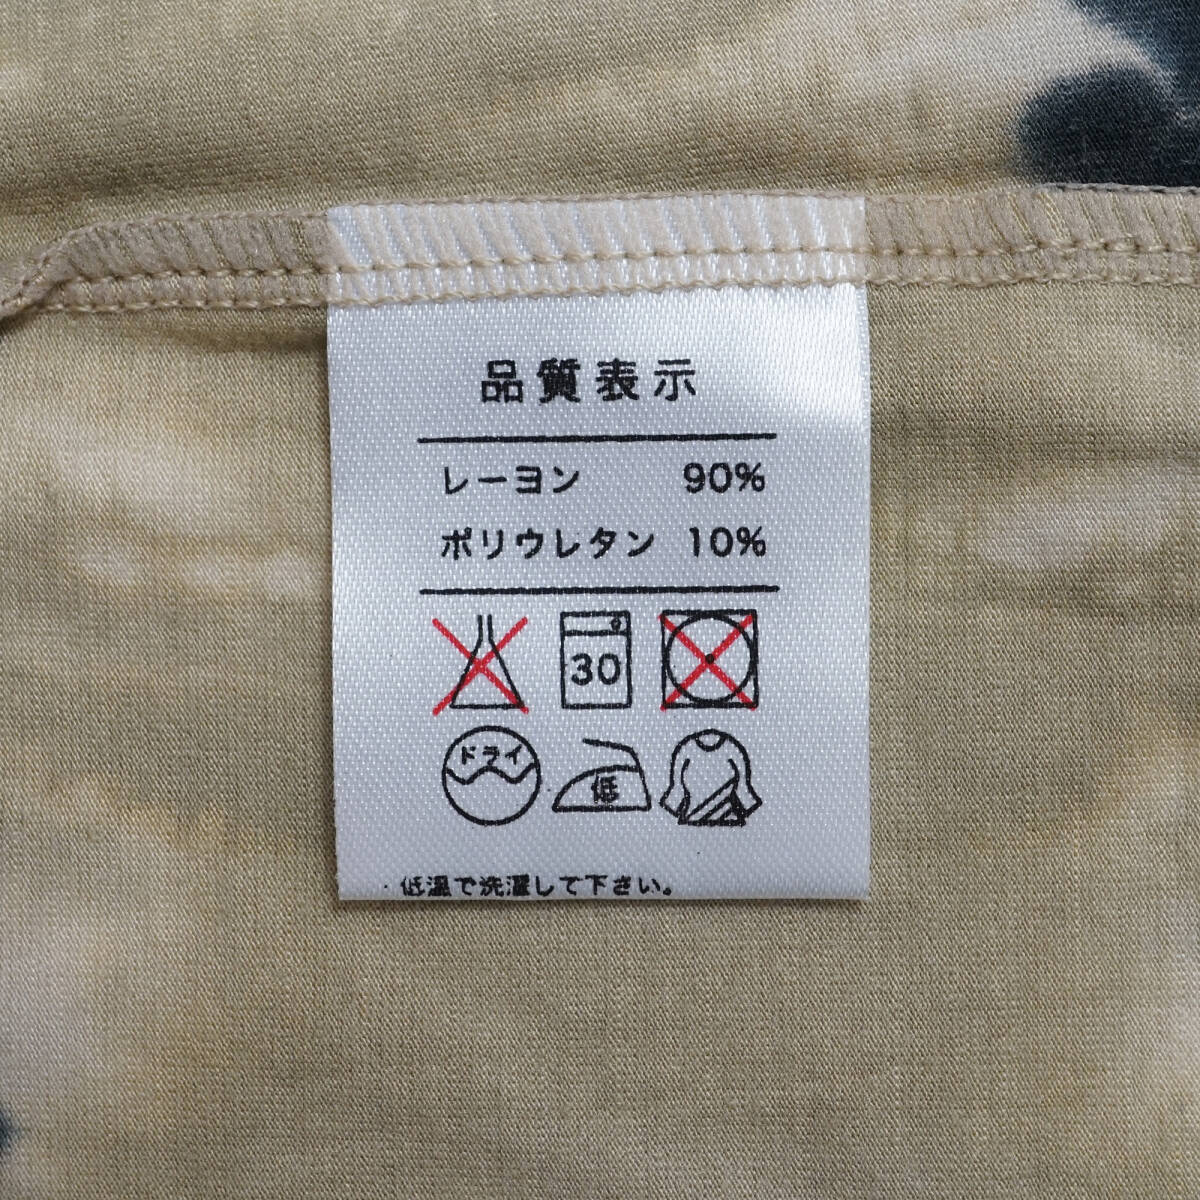 品質表示
レーヨン 90%
ポリウレタン 10%
30
ドライ
低
・低温で洗濯して下さい。